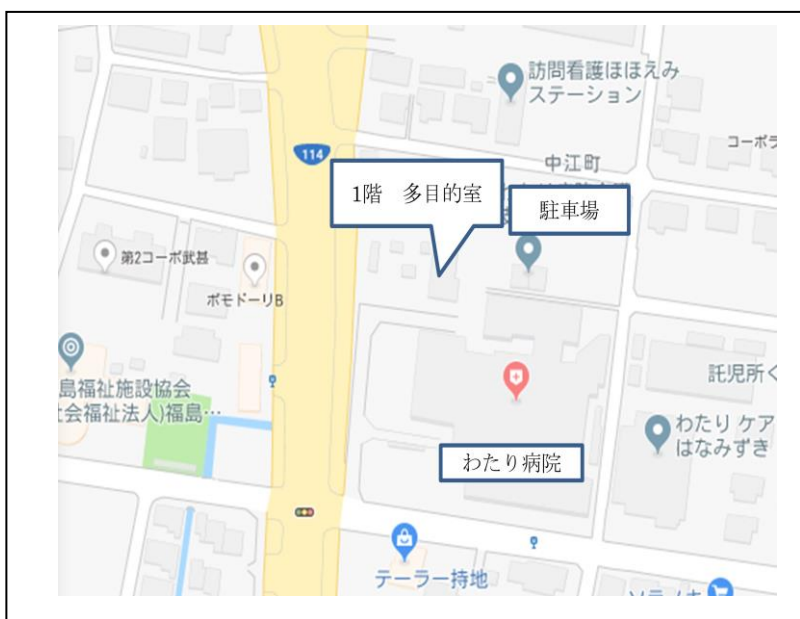 訪問看護ほほえみ
ステーション
114
中江町
コーポラ
1階 多目的室
駐車場
第2コーポ武甚
ポモドーリB
島福祉施設協会
社会福祉法人)福島…
託児所く
わたり ケア
はなみずき
わたり病院
テーラー持地